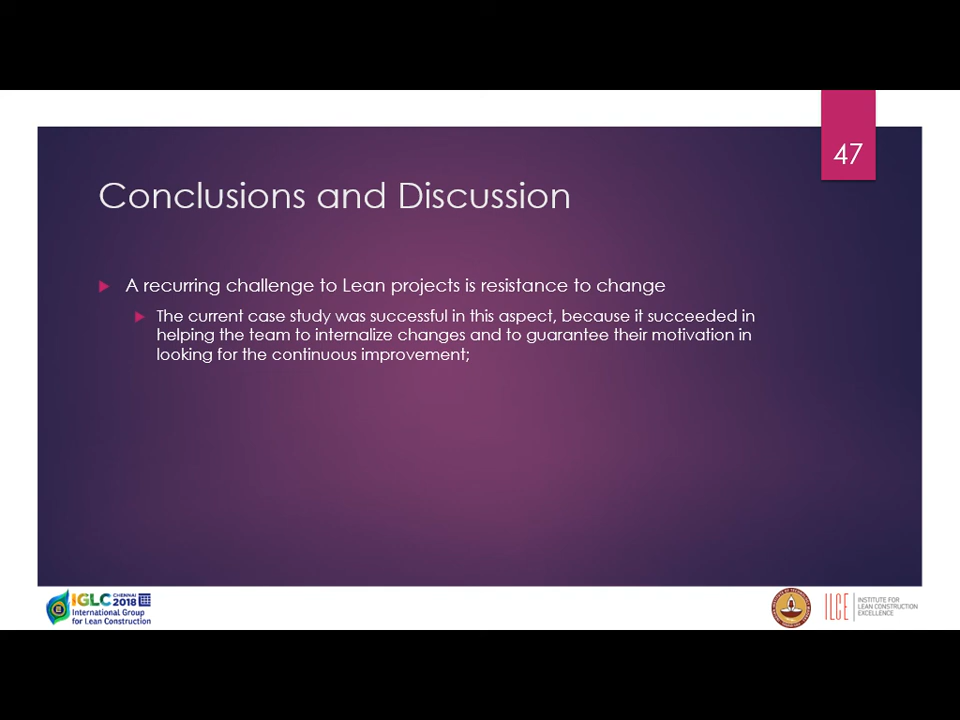 47
Conclusions and Discussion
A recurring challenge to Lean projects is resistance to change
The current case study was successful in this aspect, because it succeeded in
helping the team to internalize changes and to guarantee their motivation in
looking for the continuous improvement;
IGLC CHENNAI 2018
International Group
for Lean Construction
ILCE
INSTITUTE FOR
LEAN CONSTRUCTION
EXCELLENCE